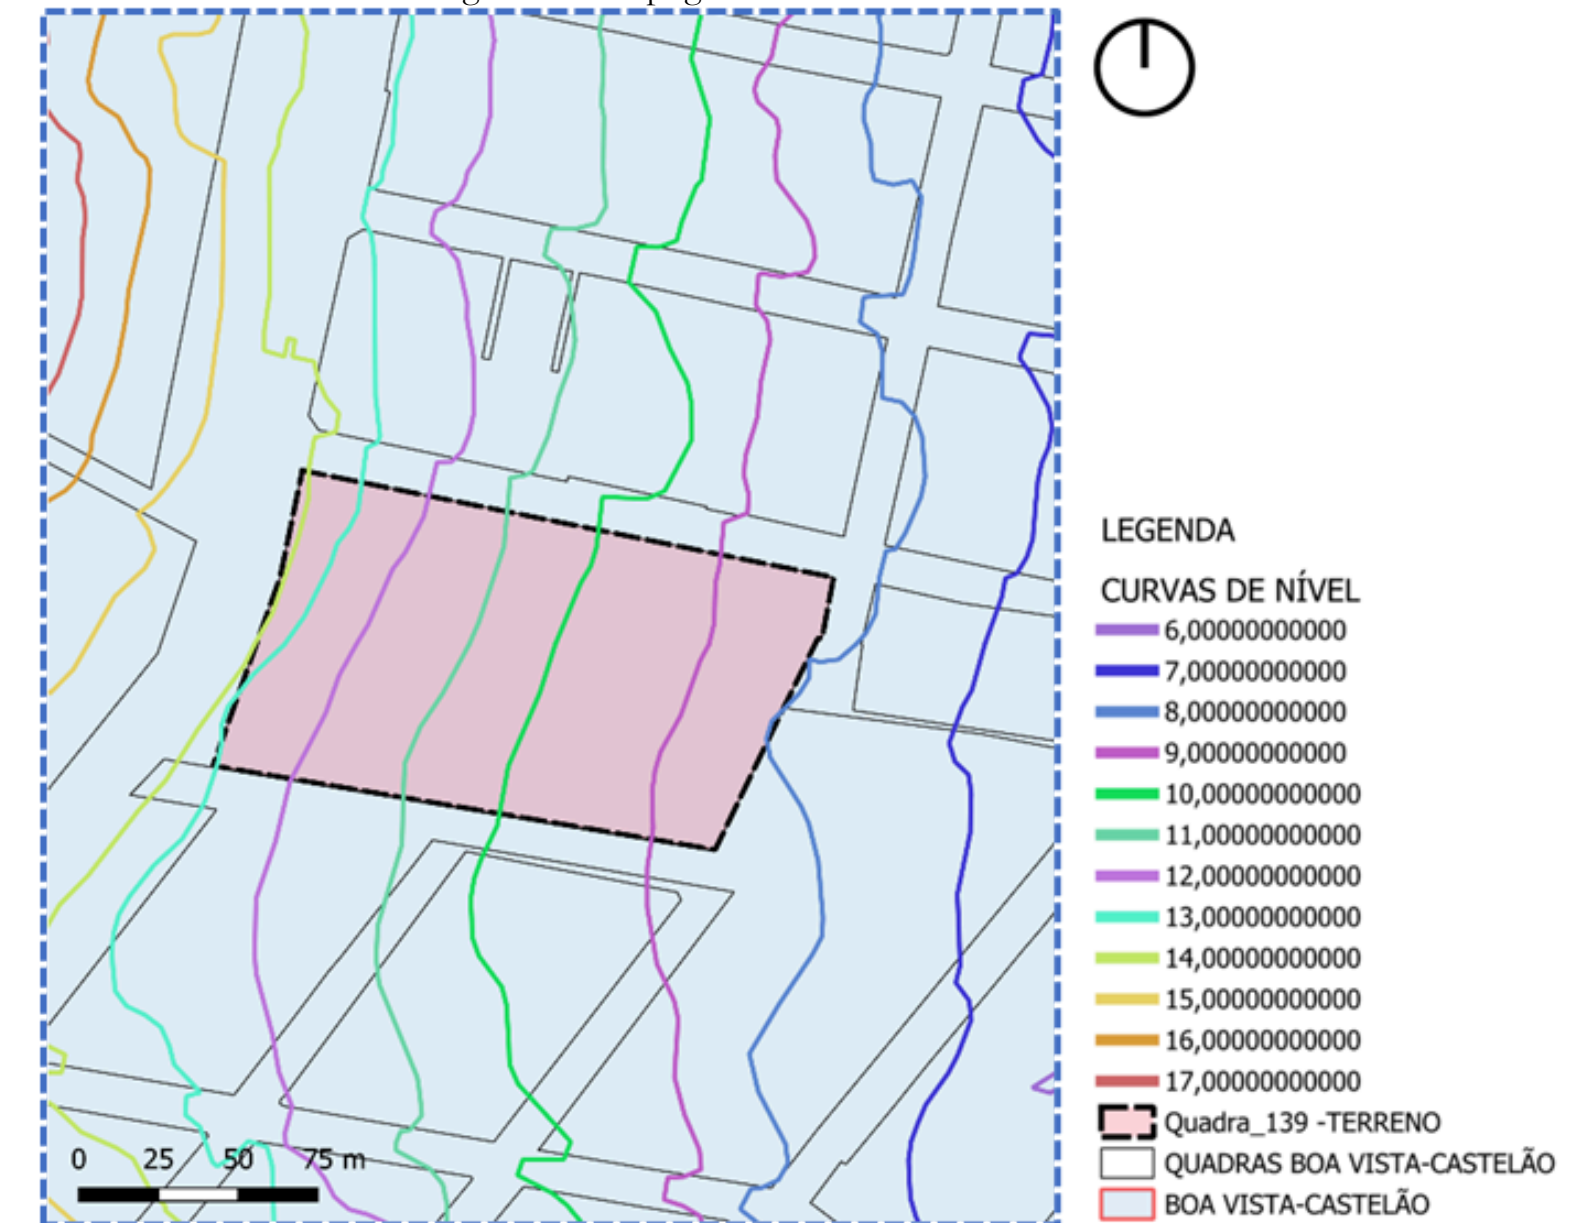 LEGENDA
CURVAS DE NÍVEL
6,00000000000
7,00000000000
8,00000000000
9,00000000000
10,00000000000
11,00000000000
12,00000000000
13,00000000000
14,00000000000
15,00000000000
16,00000000000
17,00000000000
Quadra_139 -TERRENO
QUADRAS BOA VISTA-CASTELÃO
BOA VISTA-CASTELÃO
0 25 50 75 m